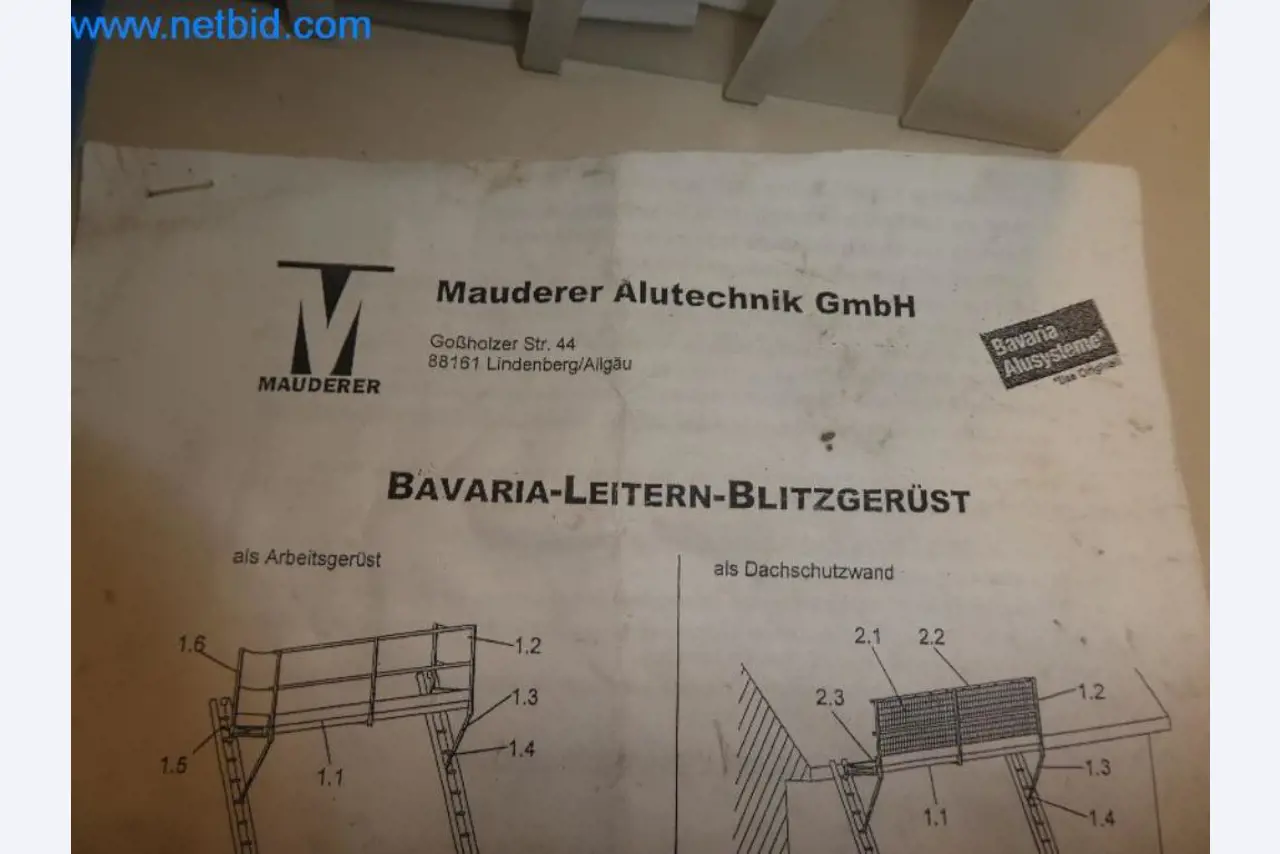 www.netbid.com
Mauderer Alutechnik GmbH
Goßholzer Str. 44
88161 Lindenberg/Allgäu
MAUDERER
Bavaria
Alusysteme*
*Das Original
BAVARIA-LEITERN-BLITZGERÜST
als Arbeitsgerüst
als Dachschutzwand
1.6
1.2
1.3
1.4
1.5
1.1
2.1
2.2
2.3
1.2
1.3
1.4
1.1